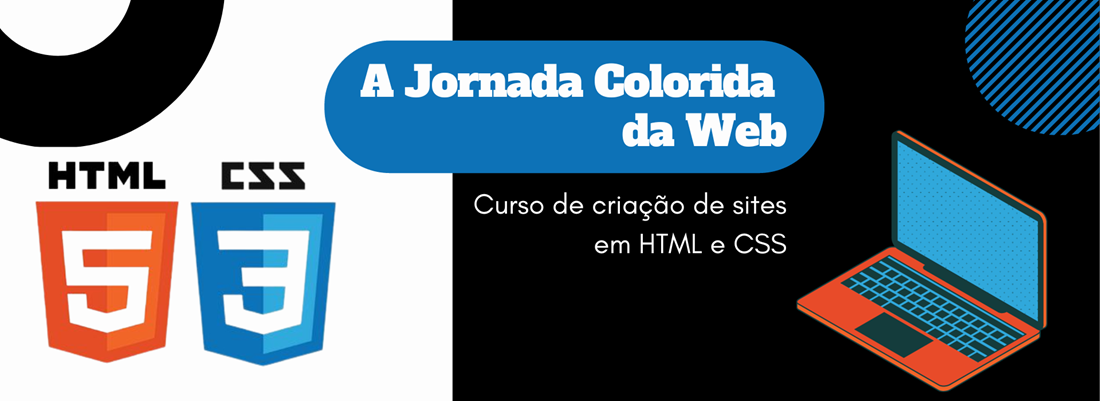 A Jornada Colorida
da Web
Curso de criação de sites
em HTML e CSS
HTML
5
CSS
3